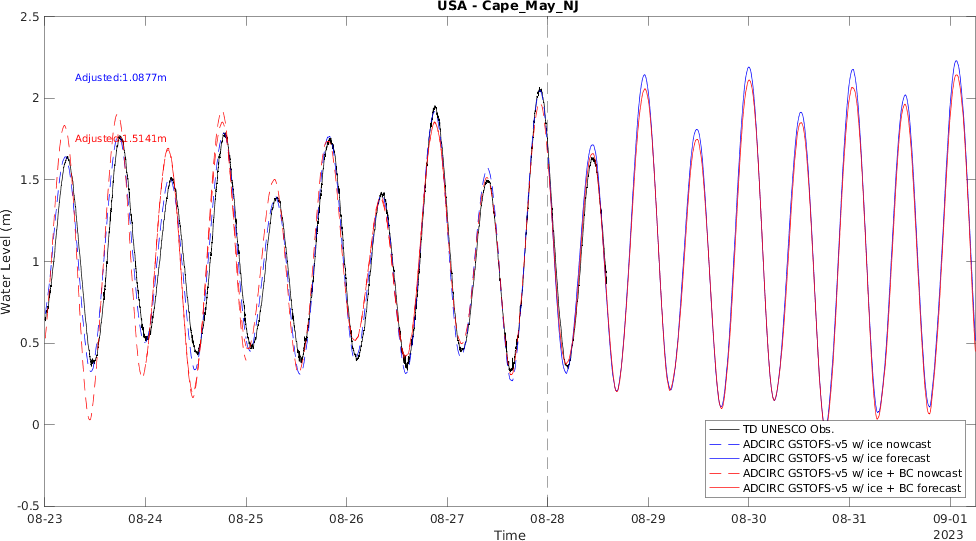 USA - Cape_May_NJ
2.5
2
1.5
1
0.5
0
-0.5
Water Level (m)
Adjusted:1.0877m
Adjusted:1.5141m
TD UNESCO Obs.
ADCIRC GSTOFS-v5 w/ ice nowcast
ADCIRC GSTOFS-v5 w/ ice forecast
ADCIRC GSTOFS-v5 w/ ice + BC nowcast
ADCIRC GSTOFS-v5 w/ ice + BC forecast
08-23 08-24 08-25 08-26 08-27 08-28 08-29 08-30 08-31 09-01
Time
2023